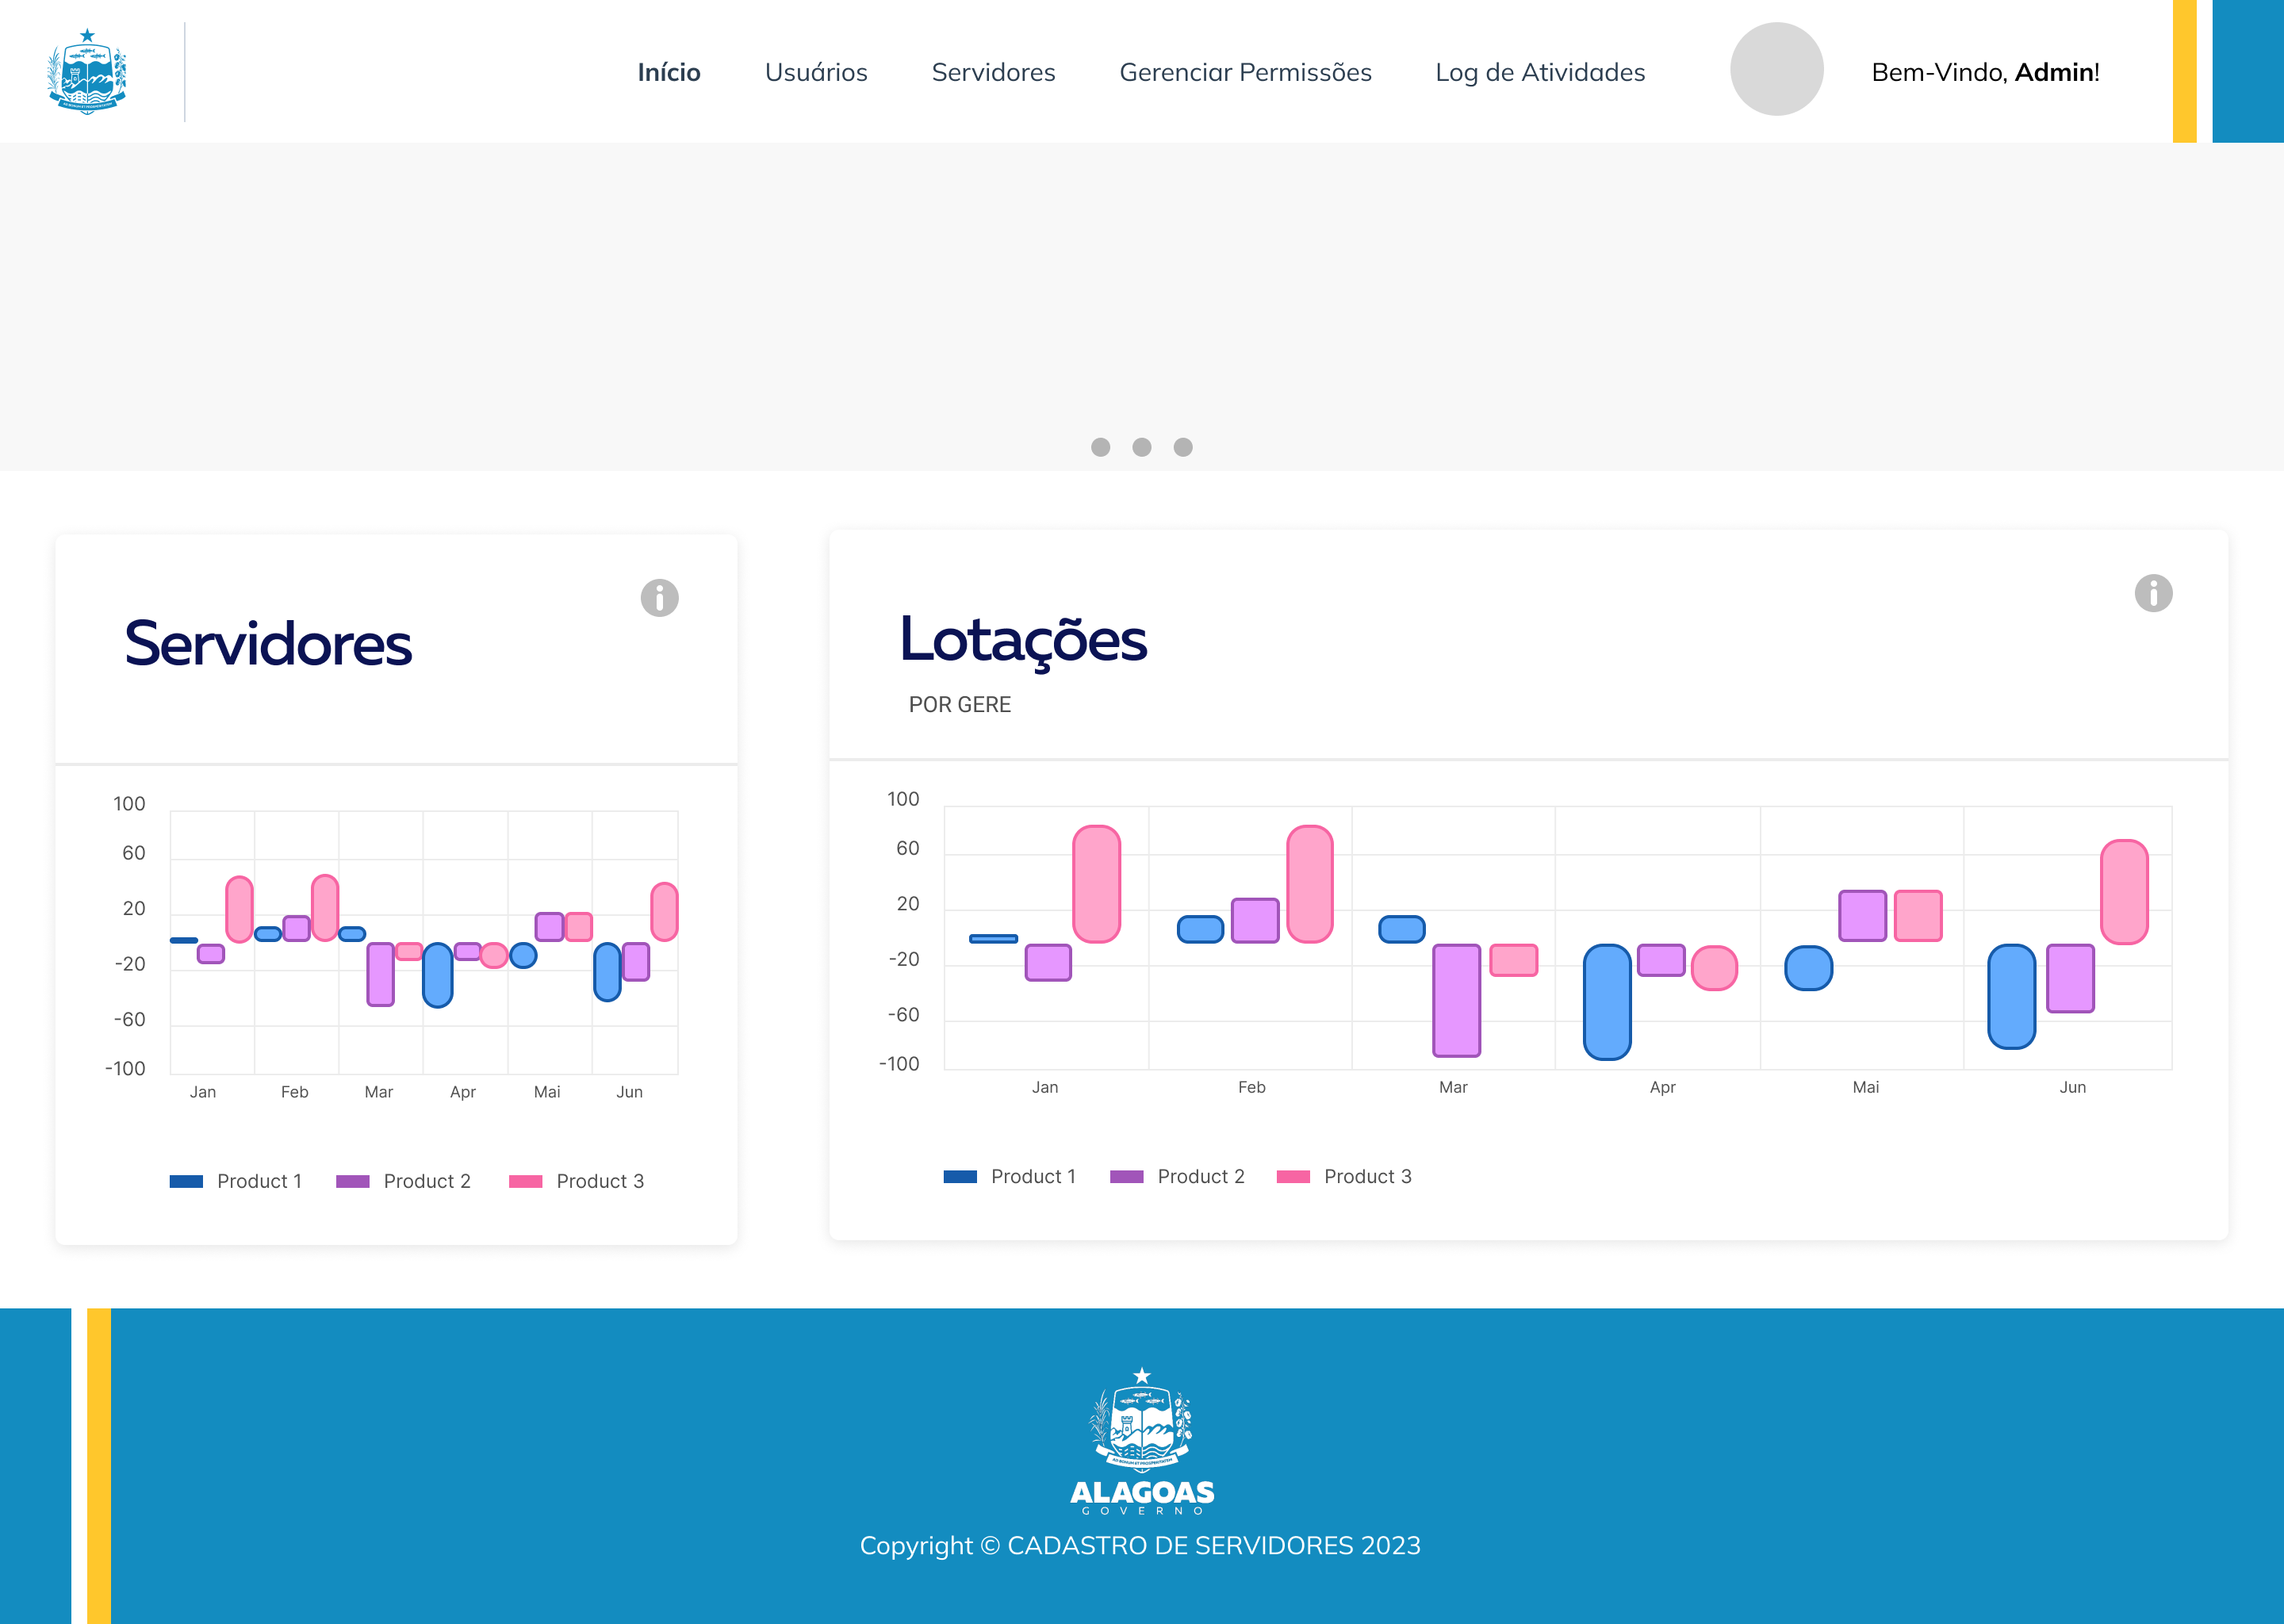 Início Usuários Servidores Gerenciar Permissões Log de Atividades Bem-Vindo, Admin!
Servidores
100
60
20
-20
-60
-100
Jan Feb Mar Apr Mai Jun
Product 1 Product 2 Product 3
Lotações
POR GERE
100
60
20
-20
-60
-100
Jan Feb Mar Apr Mai Jun
Product 1 Product 2 Product 3
ALAGOAS
GOVERNO
Copyright © CADASTRO DE SERVIDORES 2023